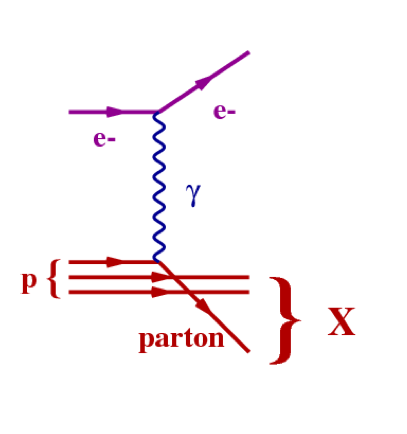 e-
e-
γ
p {
parton
} X